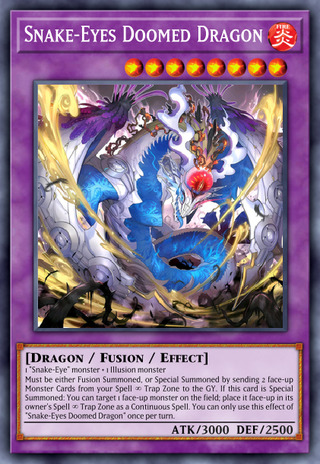 Snake-Eyes Doomed Dragon
FIRE
炎
[Dragon / Fusion / Effect]
1 "Snake-Eye" monster + 1 Illusion monster
Must be either Fusion Summoned, or Special Summoned by sending 2 face-up
Monster Cards from your Spell & Trap Zone to the GY. If this card is Special
Summoned: You can target 1 face-up monster on the field; place it face-up in its
owner's Spell & Trap Zone as a Continuous Spell. You can only use this effect of
"Snake-Eyes Doomed Dragon" once per turn.
ATK/3000 DEF/2500